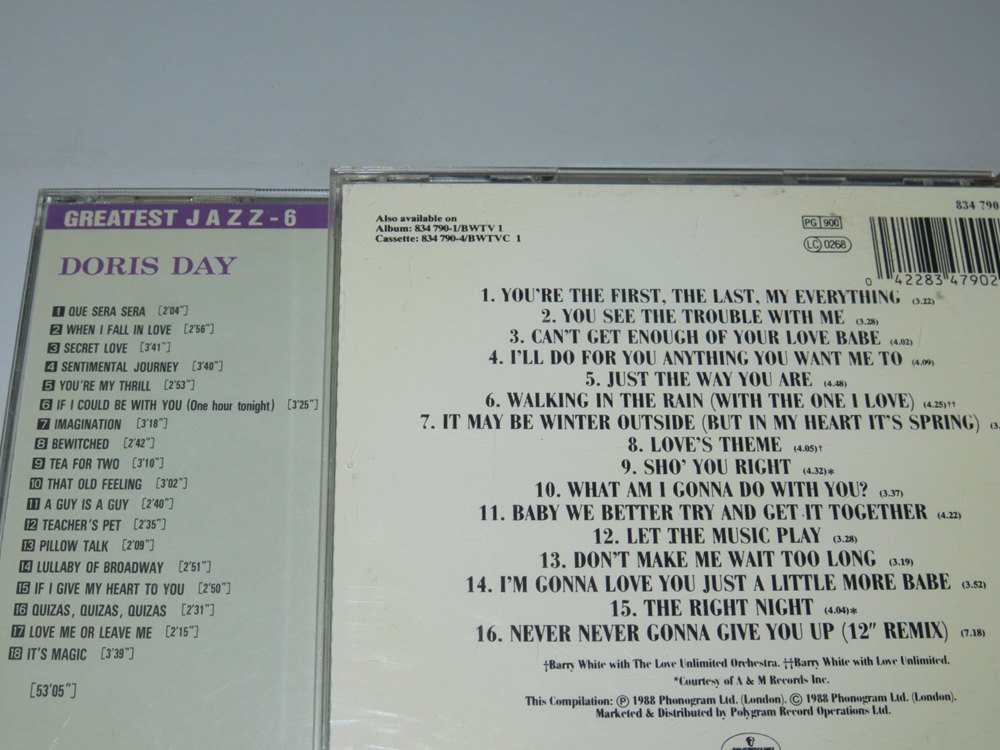 GREATEST JAZZ - 6
DORIS DAY
1 QUE SERA SERA [2'04"]
2 WHEN I FALL IN LOVE [2'56"]
3 SECRET LOVE [3'41"]
4 SENTIMENTAL JOURNEY [3'40"]
5 YOU'RE MY THRILL [2'53"]
6 IF I COULD BE WITH YOU (One hour tonight) [3'25"]
7 IMAGINATION [3'18"]
8 BEWITCHED [2'42"]
9 TEA FOR TWO [3'10"]
10 THAT OLD FEELING [3'02"]
11 A GUY IS A GUY [2'40"]
12 TEACHER'S PET [2'35"]
13 PILLOW TALK [2'09"]
14 LULLABY OF BROADWAY [2'51"]
15 IF I GIVE MY HEART TO YOU [2'50"]
16 QUIZAS, QUIZAS, QUIZAS [2'31"]
17 LOVE ME OR LEAVE ME [2'15"]
18 IT'S MAGIC [3'39"]
[53'05"]
Also available on
Album: 834 790-1/BWTV 1
Cassette: 834 790-4/BWTVC 1
PG 900
LC 0268
834 790
0 42283 47902
1. YOU'RE THE FIRST, THE LAST, MY EVERYTHING (3.22)
2. YOU SEE THE TROUBLE WITH ME (3.28)
3. CAN'T GET ENOUGH OF YOUR LOVE BABE (4.02)
4. I'LL DO FOR YOU ANYTHING YOU WANT ME TO (4.09)
5. JUST THE WAY YOU ARE (4.48)
6. WALKING IN THE RAIN (WITH THE ONE I LOVE) (4.25)††
7. IT MAY BE WINTER OUTSIDE (BUT IN MY HEART IT'S SPRING) (3.
8. LOVE'S THEME (4.05)†
9. SHO' YOU RIGHT (4.32)*
10. WHAT AM I GONNA DO WITH YOU? (3.37)
11. BABY WE BETTER TRY AND GET IT TOGETHER (4.22)
12. LET THE MUSIC PLAY (3.28)
13. DON'T MAKE ME WAIT TOO LONG (3.19)
14. I'M GONNA LOVE YOU JUST A LITTLE MORE BABE (3.52)
15. THE RIGHT NIGHT (4.04)*
16. NEVER NEVER GONNA GIVE YOU UP (12" REMIX) (7.18)
†Barry White with The Love Unlimited Orchestra. ††Barry White with Love Unlimited.
*Courtesy of A & M Records Inc.
This Compilation: Ⓟ 1988 Phonogram Ltd. (London). © 1988 Phonogram Ltd. (London).
Marketed & Distributed by Polygram Record Operations Ltd.